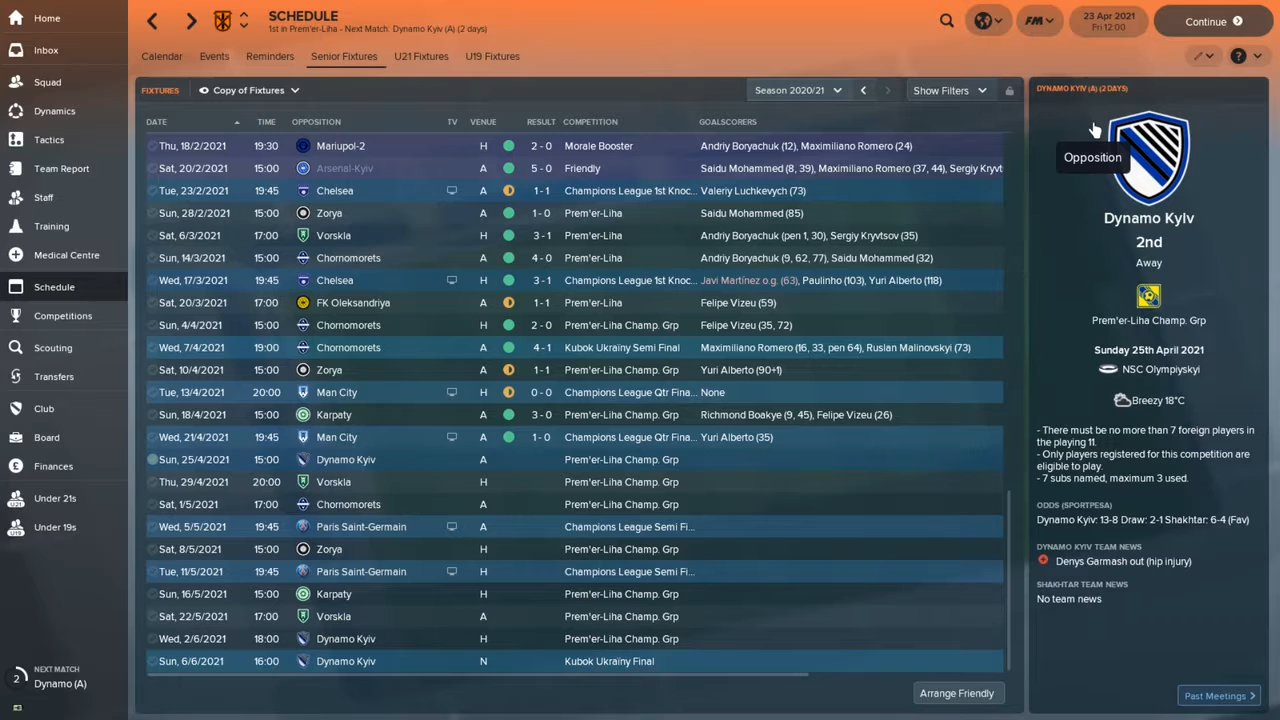 Home
SCHEDULE
1st in Prem'er-Liha - Next Match: Dynamo Kyiv (A) (2 days)
FM
23 Apr 2021
Fri 12:00
Continue
Inbox
Squad
Dynamics
Tactics
Team Report
Staff
Training
Medical Centre
Schedule
Competitions
Scouting
Transfers
Club
Board
Finances
Under 21s
Under 19s
NEXT MATCH
2 Dynamo (A)
Calendar Events Reminders Senior Fixtures U21 Fixtures U19 Fixtures
FIXTURES Copy of Fixtures Season 2020/21 Show Filters
DATE TIME OPPOSITION TV VENUE RESULT COMPETITION GOALSCORERS
Thu, 18/2/2021 19:30 Mariupol-2 H 2 - 0 Morale Booster Andriy Boryachuk (12), Maximiliano Romero (24)
Sat, 20/2/2021 15:00 Arsenal-Kyiv A 5 - 0 Friendly Saidu Mohammed (8, 39), Maximiliano Romero (37, 44), Sergiy Kryvt
Tue, 23/2/2021 19:45 Chelsea A 1 - 1 Champions League 1st Knoc... Valeriy Luchkevych (73)
Sun, 28/2/2021 15:00 Zorya A 1 - 0 Prem'er-Liha Saidu Mohammed (85)
Sat, 6/3/2021 17:00 Vorskla H 3 - 1 Prem'er-Liha Andriy Boryachuk (pen 1, 30), Sergiy Kryvtsov (35)
Sun, 14/3/2021 15:00 Chornomorets A 4 - 0 Prem'er-Liha Andriy Boryachuk (9, 62, 77), Saidu Mohammed (32)
Wed, 17/3/2021 19:45 Chelsea H 3 - 1 Champions League 1st Knoc... Javi Martínez o.g. (63), Paulinho (103), Yuri Alberto (118)
Sat, 20/3/2021 17:00 FK Oleksandriya A 1 - 1 Prem'er-Liha Felipe Vizeu (59)
Sun, 4/4/2021 15:00 Chornomorets H 2 - 0 Prem'er-Liha Champ. Grp Felipe Vizeu (35, 72)
Wed, 7/4/2021 19:00 Chornomorets A 4 - 1 Kubok Ukraïny Semi Final Maximiliano Romero (16, 33, pen 64), Ruslan Malinovskyi (73)
Sat, 10/4/2021 15:00 Zorya A 1 - 1 Prem'er-Liha Champ. Grp Yuri Alberto (90+1)
Tue, 13/4/2021 20:00 Man City H 0 - 0 Champions League Qtr Fina... None
Sun, 18/4/2021 15:00 Karpaty A 3 - 0 Prem'er-Liha Champ. Grp Richmond Boakye (9, 45), Felipe Vizeu (26)
Wed, 21/4/2021 19:45 Man City A 1 - 0 Champions League Qtr Fina... Yuri Alberto (35)
Sun, 25/4/2021 15:00 Dynamo Kyiv A Prem'er-Liha Champ. Grp
Thu, 29/4/2021 20:00 Vorskla H Prem'er-Liha Champ. Grp
Sat, 1/5/2021 17:00 Chornomorets A Prem'er-Liha Champ. Grp
Wed, 5/5/2021 19:45 Paris Saint-Germain A Champions League Semi Fi...
Sat, 8/5/2021 15:00 Zorya H Prem'er-Liha Champ. Grp
Tue, 11/5/2021 19:45 Paris Saint-Germain H Champions League Semi Fi...
Sun, 16/5/2021 15:00 Karpaty H Prem'er-Liha Champ. Grp
Sat, 22/5/2021 17:00 Vorskla A Prem'er-Liha Champ. Grp
Wed, 2/6/2021 18:00 Dynamo Kyiv H Prem'er-Liha Champ. Grp
Sun, 6/6/2021 16:00 Dynamo Kyiv N Kubok Ukraïny Final
Arrange Friendly
DYNAMO KYIV (A) (2 DAYS)
Opposition
Dynamo Kyiv
2nd
Away
Prem'er-Liha Champ. Grp
Sunday 25th April 2021
NSC Olympiyskyi
Breezy 18°C
- There must be no more than 7 foreign players in
the playing 11.
- Only players registered for this competition are
eligible to play.
- 7 subs named, maximum 3 used.
ODDS (SPORTPESA)
Dynamo Kyiv: 13-8 Draw: 2-1 Shakhtar: 6-4 (Fav)
DYNAMO KYIV TEAM NEWS
Denys Garmash out (hip injury)
SHAKHTAR TEAM NEWS
No team news
Past Meetings